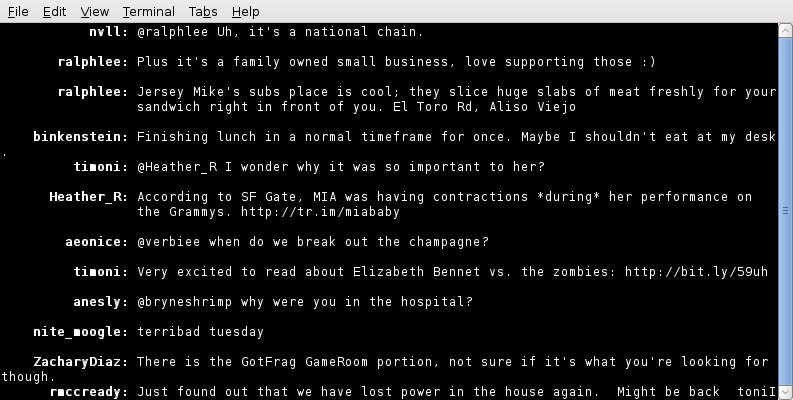 File Edit View Terminal Tabs Help
nvll: @ralphlee Uh, it's a national chain.
ralphlee: Plus it's a family owned small business, love supporting those :)
ralphlee: Jersey Mike's subs place is cool; they slice huge slabs of meat freshly for your
sandwich right in front of you. El Toro Rd, Aliso Viejo
binkenstein: Finishing lunch in a normal timeframe for once. Maybe I shouldn't eat at my desk
.
timoni: @Heather_R I wonder why it was so important to her?
Heather_R: According to SF Gate, MIA was having contractions *during* her performance on
the Grammys. http://tr.im/miababy
aeonice: @verbiee when do we break out the champagne?
timoni: Very excited to read about Elizabeth Bennet vs. the zombies: http://bit.ly/59uh
anesly: @bryneshrimp why were you in the hospital?
nite_moogle: terribad tuesday
ZacharyDiaz: There is the GotFrag GameRoom portion, not sure if it's what you're looking for
though.
rmccready: Just found out that we have lost power in the house again. Might be back toni